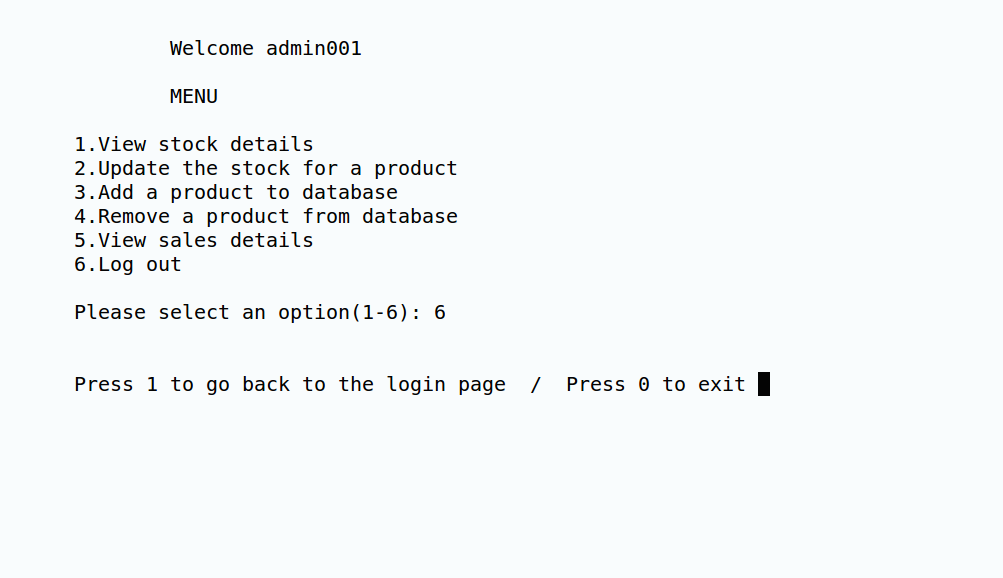 Welcome admin001
MENU
1.View stock details
2.Update the stock for a product
3.Add a product to database
4.Remove a product from database
5.View sales details
6.Log out
Please select an option(1-6): 6
Press 1 to go back to the login page  /  Press 0 to exit